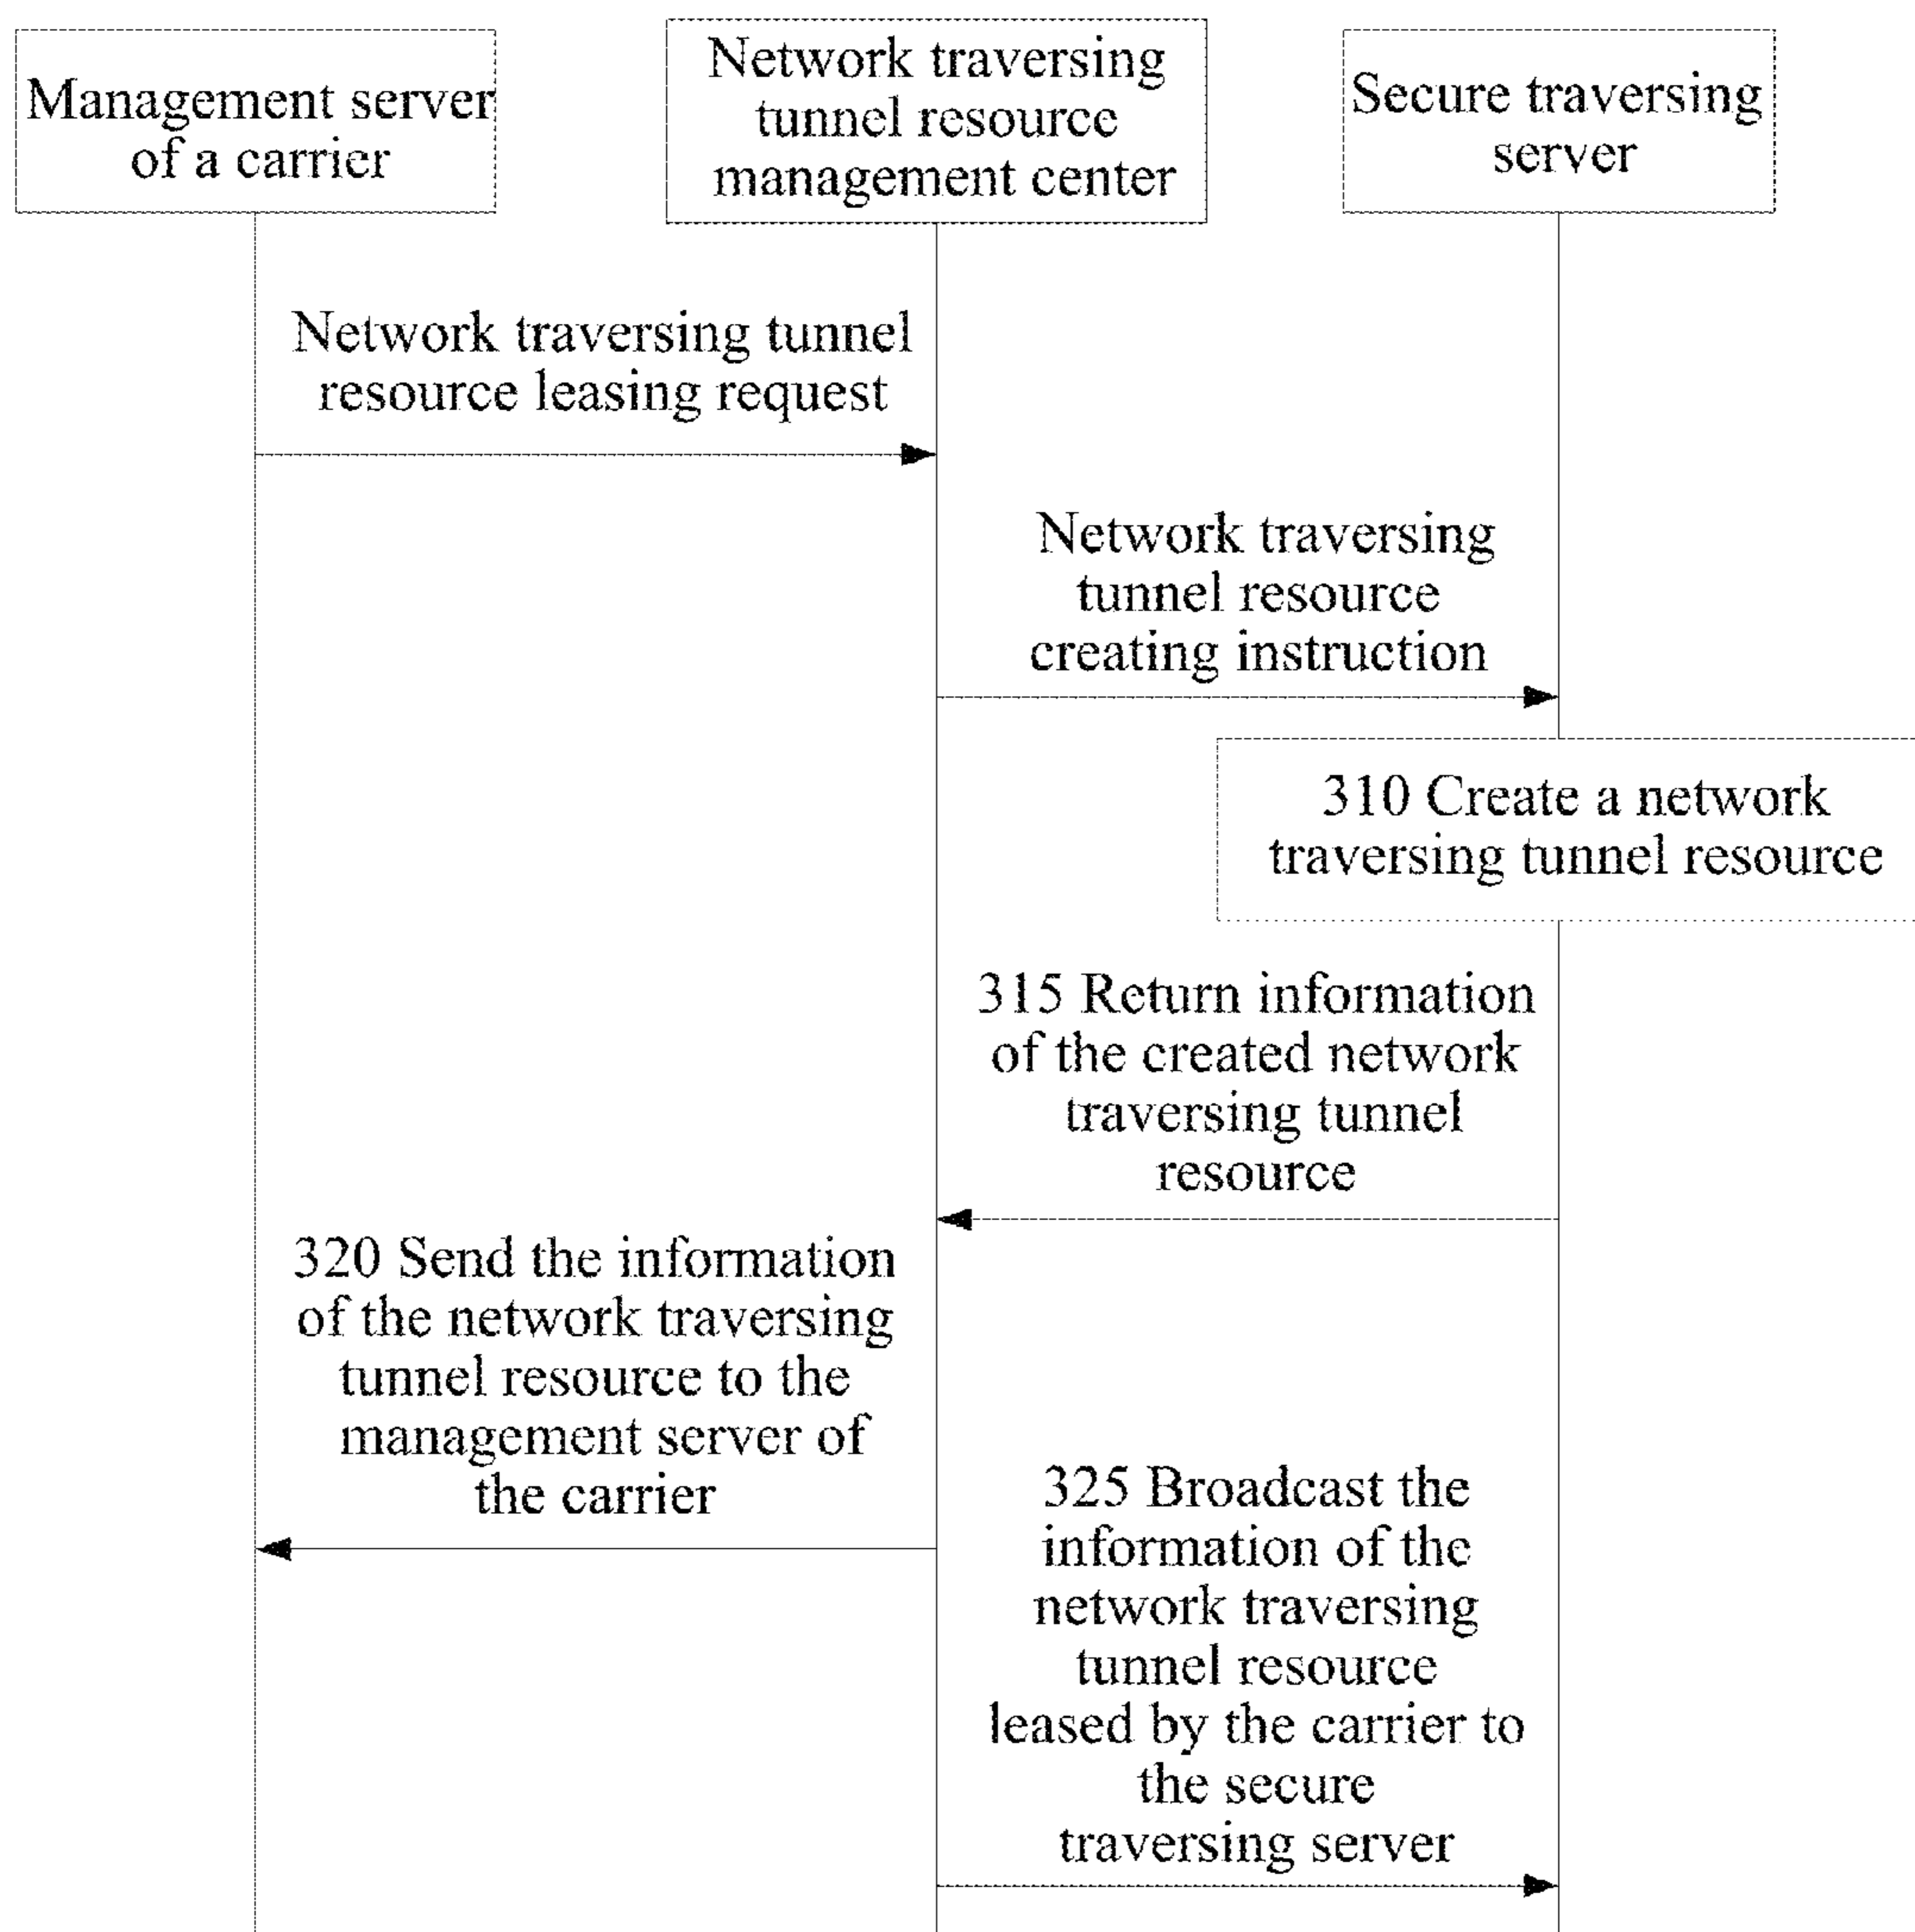 Management server
of a carrier
Network traversing
tunnel resource
management center
Secure traversing
server
Network traversing tunnel
resource leasing request
Network traversing
tunnel resource
creating instruction
310 Create a network
traversing tunnel resource
315 Return information
of the created network
traversing tunnel
resource
320 Send the information
of the network traversing
tunnel resource to the
management server of
the carrier
325 Broadcast the
information of the
network traversing
tunnel resource
leased by the carrier to
the secure
traversing server